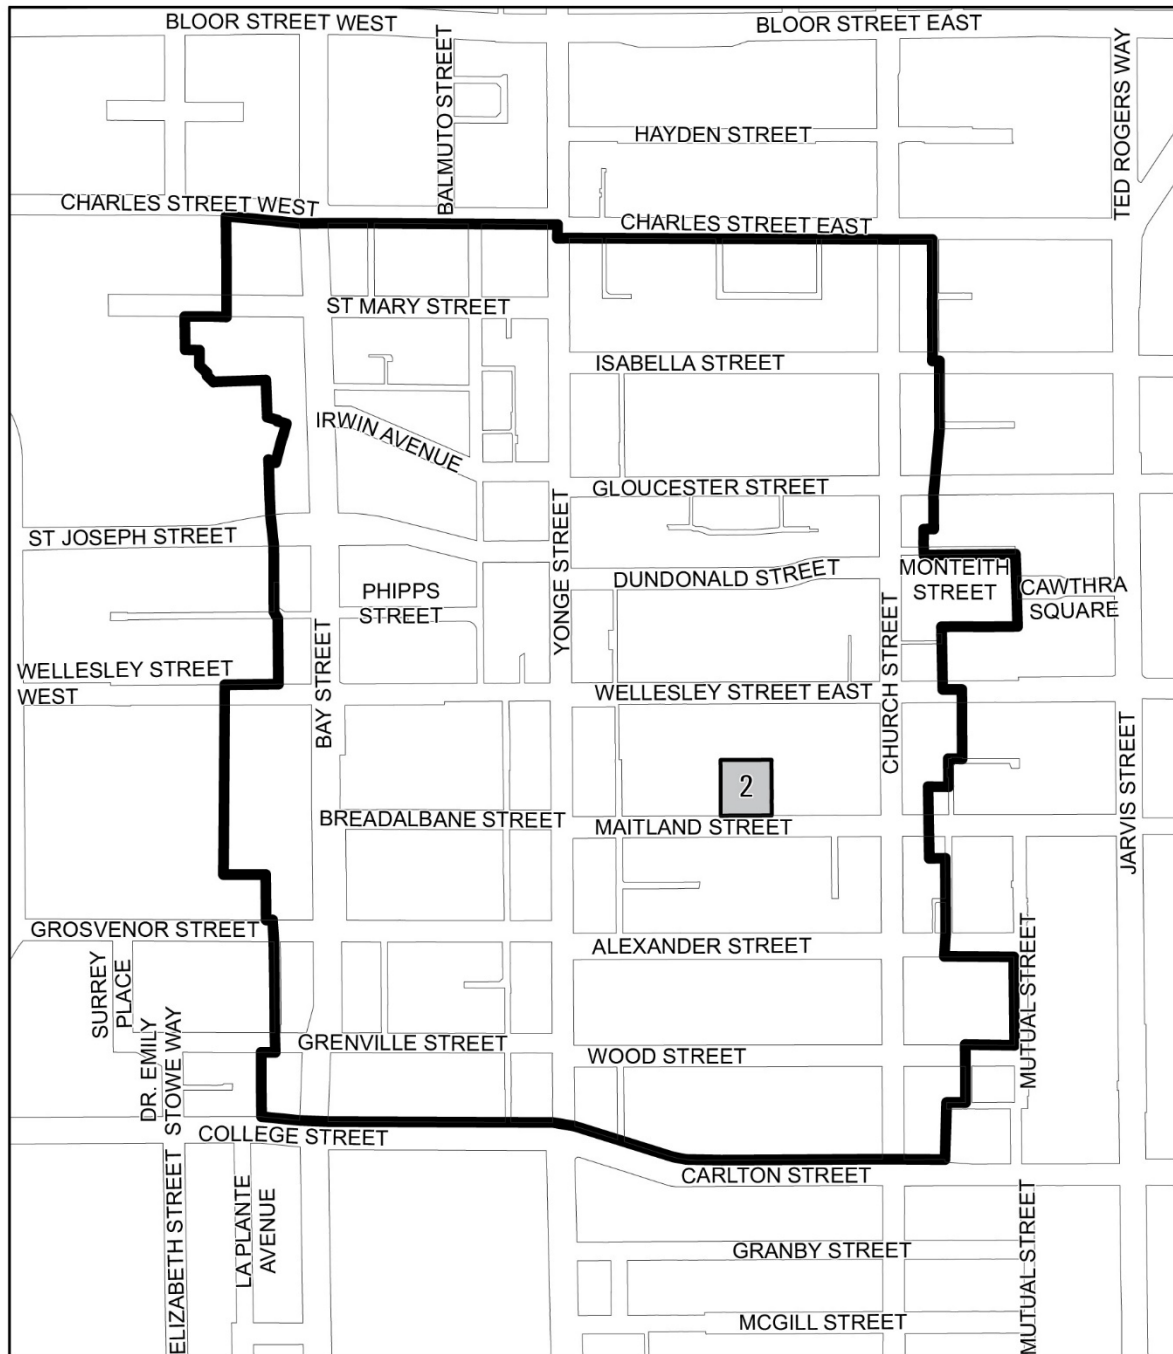 BLOOR STREET WEST
BLOOR STREET EAST
BALMUTO STREET
TED ROGERS WAY
HAYDEN STREET
CHARLES STREET WEST
CHARLES STREET EAST
ST MARY STREET
ISABELLA STREET
IRWIN AVENUE
GLOUCESTER STREET
YONGE STREET
ST JOSEPH STREET
DUNDONALD STREET
MONTEITH
STREET
CAWTHRA
SQUARE
PHIPPS
STREET
CHURCH STREET
BAY STREET
WELLESLEY STREET
WEST
WELLESLEY STREET EAST
JARVIS STREET
2
BREADALBANE STREET
MAITLAND STREET
GROSVENOR STREET
ALEXANDER STREET
SURREY
PLACE
MUTUAL STREET
DR. EMILY
STOWE WAY
GRENVILLE STREET
WOOD STREET
COLLEGE STREET
CARLTON STREET
ELIZABETH STREET
LA PLANTE
AVENUE
MUTUAL STREET
GRANBY STREET
MCGILL STREET